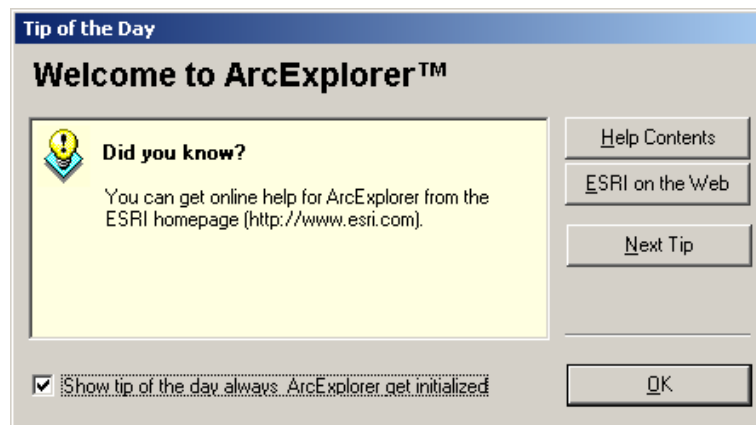 Tip of the Day
Welcome to ArcExplorer™
Did you know?
You can get online help for ArcExplorer from the
ESRI homepage (http://www.esri.com).
Help Contents
ESRI on the Web
Next Tip
Show tip of the day always ArcExplorer get initialized
OK